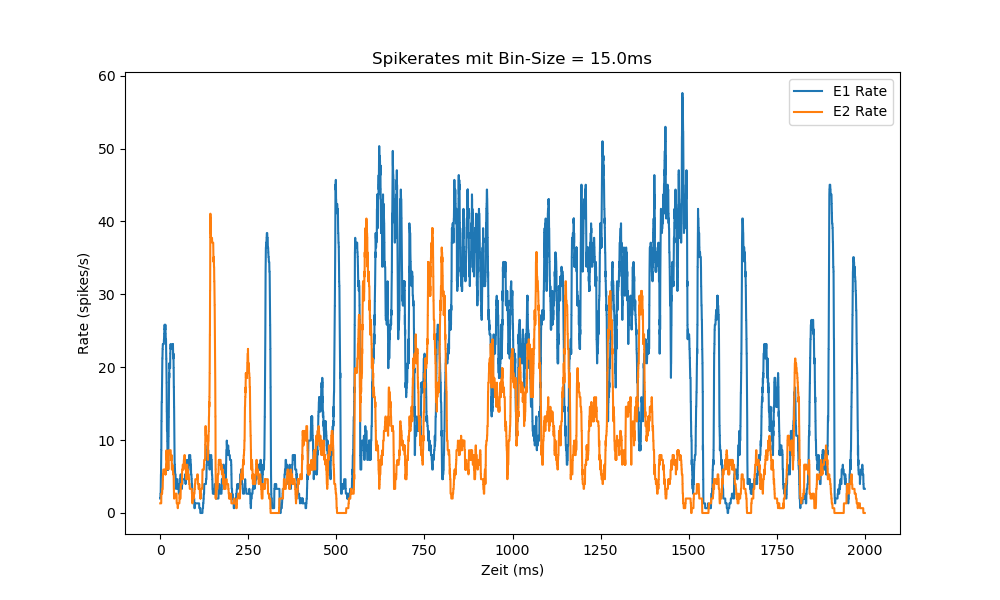 Spikerates mit Bin-Size = 15.0ms
E1 Rate
E2 Rate
60
50
40
30
20
10
0
Rate (spikes/s)
0 250 500 750 1000 1250 1500 1750 2000
Zeit (ms)